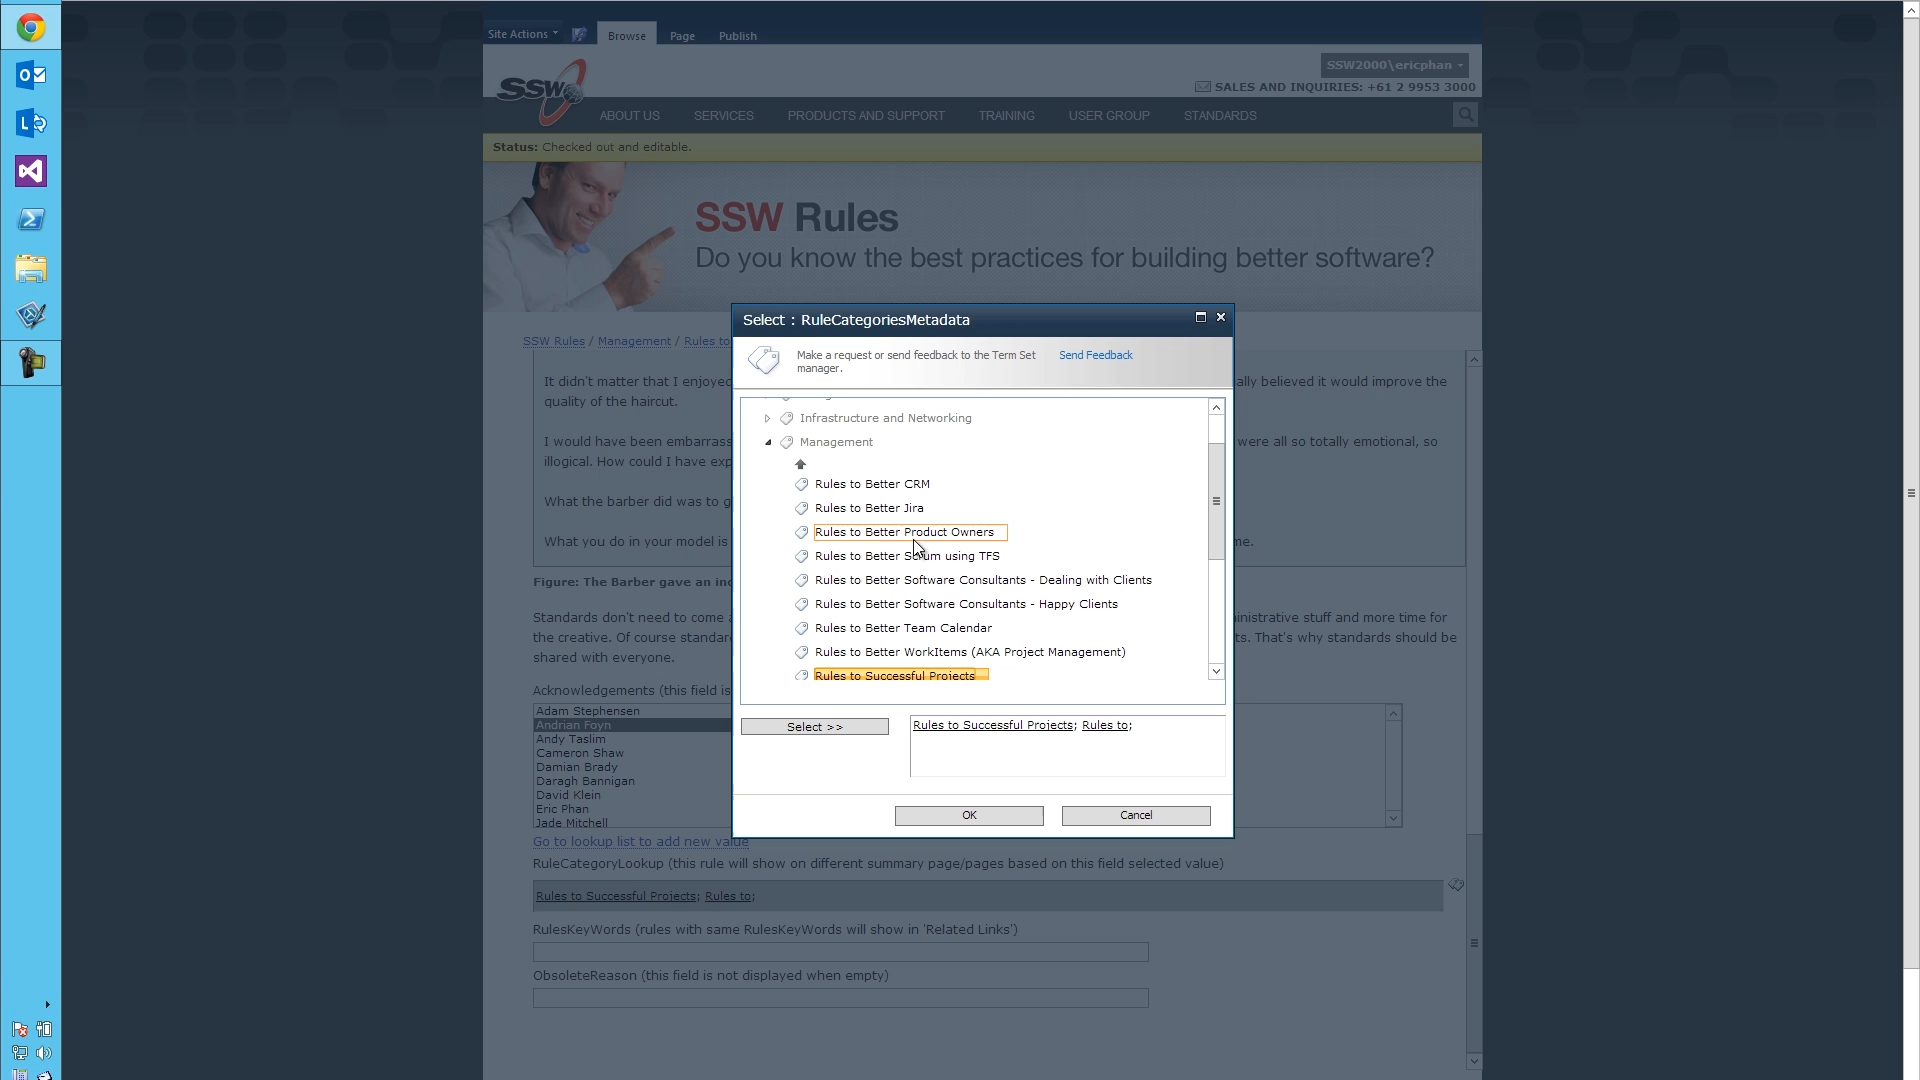 Site Actions
Browse
Page
Publish
SSW2000\ericphan
SSW
SALES AND INQUIRIES: +61 2 9953 3000
ABOUT US
SERVICES
PRODUCTS AND SUPPORT
TRAINING
USER GROUP
STANDARDS
Status: Checked out and editable.
SSW Rules
Do you know the best practices for building better software?
SSW Rules / Management / Rules to
It didn't matter that I enjoyed
ally believed it would improve the
quality of the haircut.
I would have been embarrass
were all so totally emotional, so
illogical. How could I have exp
What the barber did was to g
What you do in your model is
me.
Figure: The Barber gave an inc
Standards don't need to come a
inistrative stuff and more time for
the creative. Of course standar
ts. That's why standards should be
shared with everyone.
Select : RuleCategoriesMetadata
Make a request or send feedback to the Term Set
manager.
Send Feedback
Infrastructure and Networking
Management
Rules to Better CRM
Rules to Better Jira
Rules to Better Product Owners
Rules to Better Scrum using TFS
Rules to Better Software Consultants - Dealing with Clients
Rules to Better Software Consultants - Happy Clients
Rules to Better Team Calendar
Rules to Better WorkItems (AKA Project Management)
Rules to Successful Projects
Select >>
Rules to Successful Projects; Rules to;
OK
Cancel
Acknowledgements (this field is
Adam Stephensen
Andrian Foyn
Andy Taslim
Cameron Shaw
Damian Brady
Daragh Bannigan
David Klein
Eric Phan
Jade Mitchell
Go to lookup list to add new value
RuleCategoryLookup (this rule will show on different summary page/pages based on this field selected value)
Rules to Successful Projects; Rules to;
RulesKeyWords (rules with same RulesKeyWords will show in 'Related Links')
ObsoleteReason (this field is not displayed when empty)